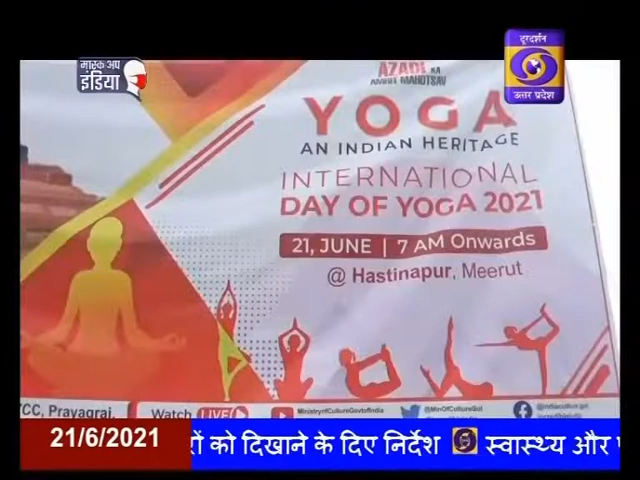 मास्क अप
इंडिया
दूरदर्शन
उत्तर प्रदेश
AZADI KA
AMRIT MAHOTSAV
YOGA
AN INDIAN HERITAGE
INTERNATIONAL
DAY OF YOGA 2021
21, JUNE | 7 AM Onwards
@ Hastinapur, Meerut
CC, Prayagraj, Watch LIVE MinistryofCultureGovtofIndia @MinOfCultureGoI
21/6/2021
रों को दिखाने के दिए निर्देश स्वास्थ्य और